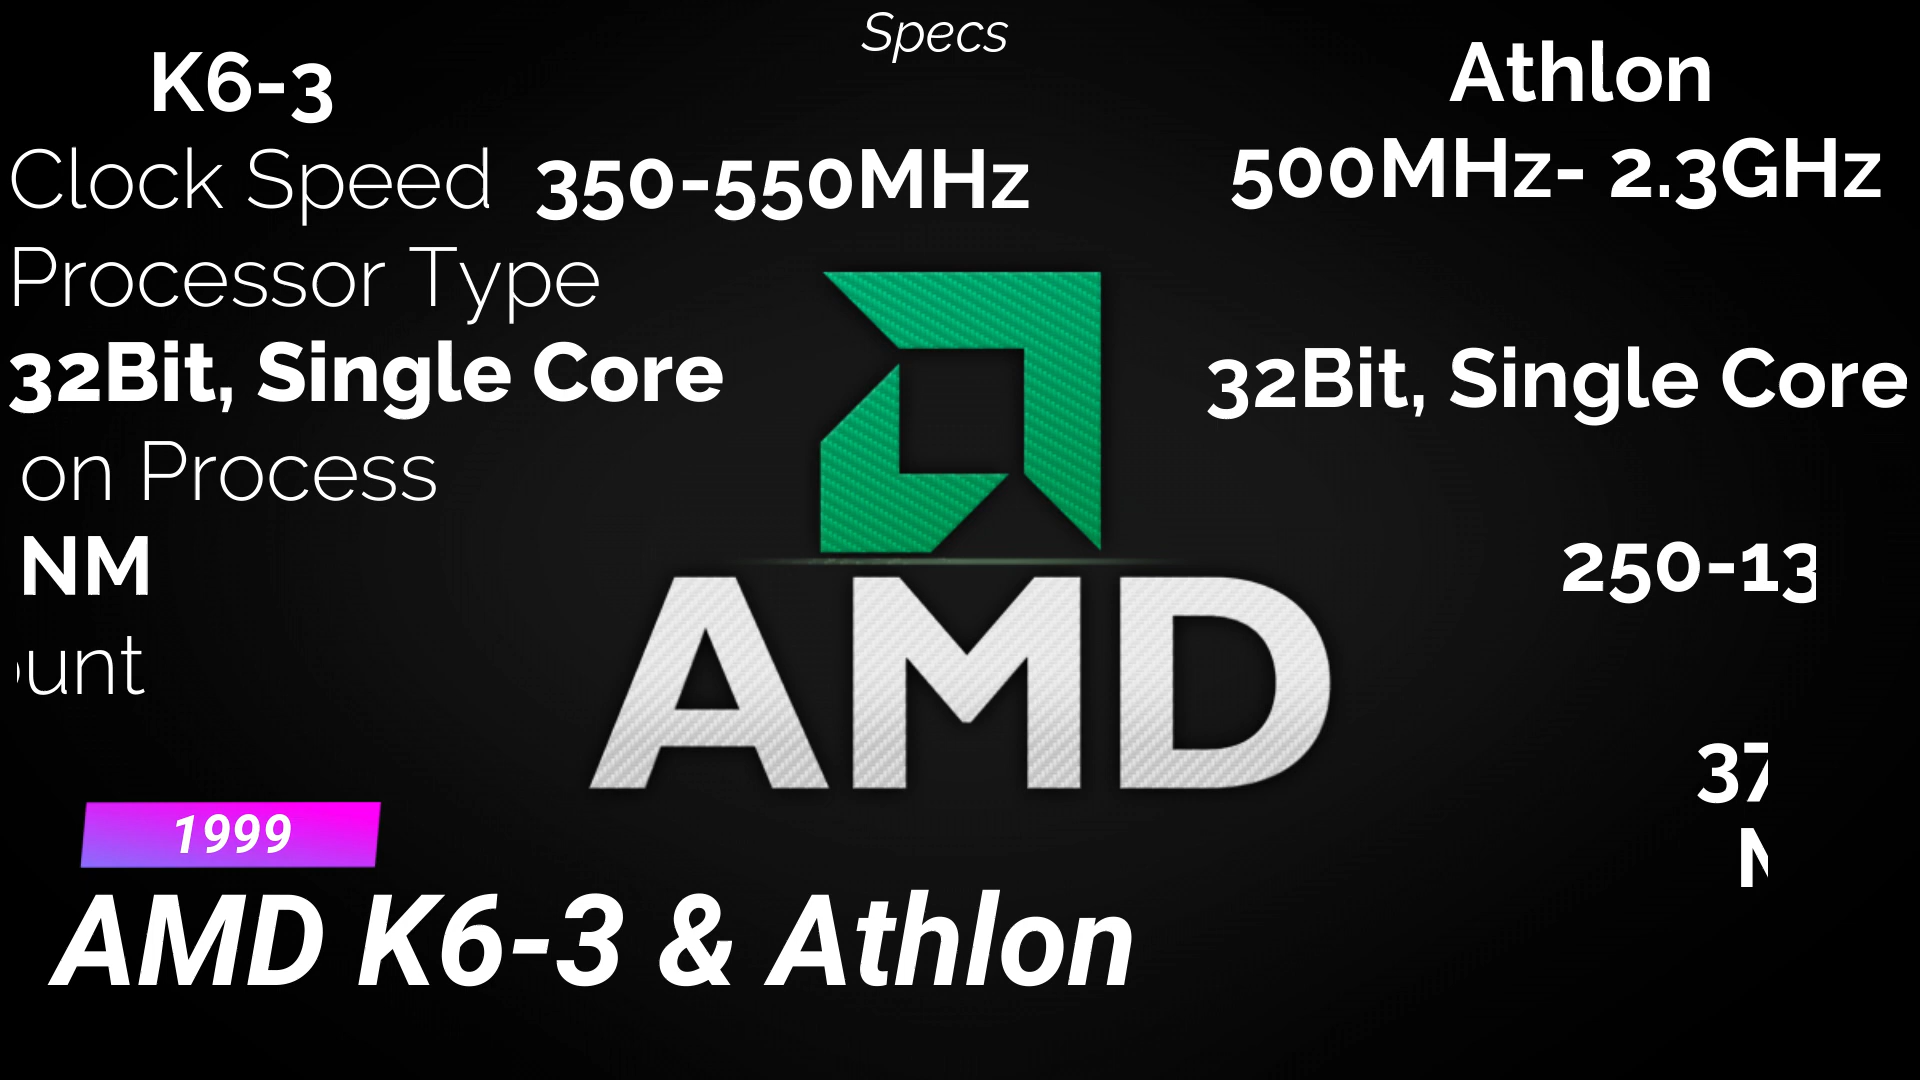 Specs
K6-3
Athlon
Clock Speed 350-550MHz
500MHz- 2.3GHz
Processor Type
32Bit, Single Core
32Bit, Single Core
on Process
NM
250-13
unt
37
AMD
1999
AMD K6-3 & Athlon